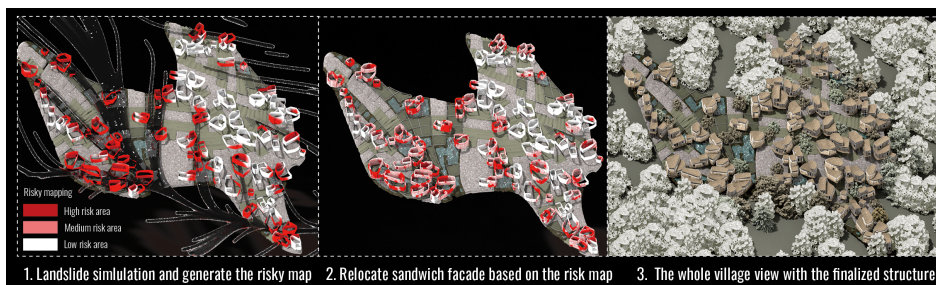 Risky mapping
High risk area
Medium risk area
Low risk area
1. Landslide simlulation and generate the risky map
2. Relocate sandwich facade based on the risk map
3. The whole village view with the finalized structure